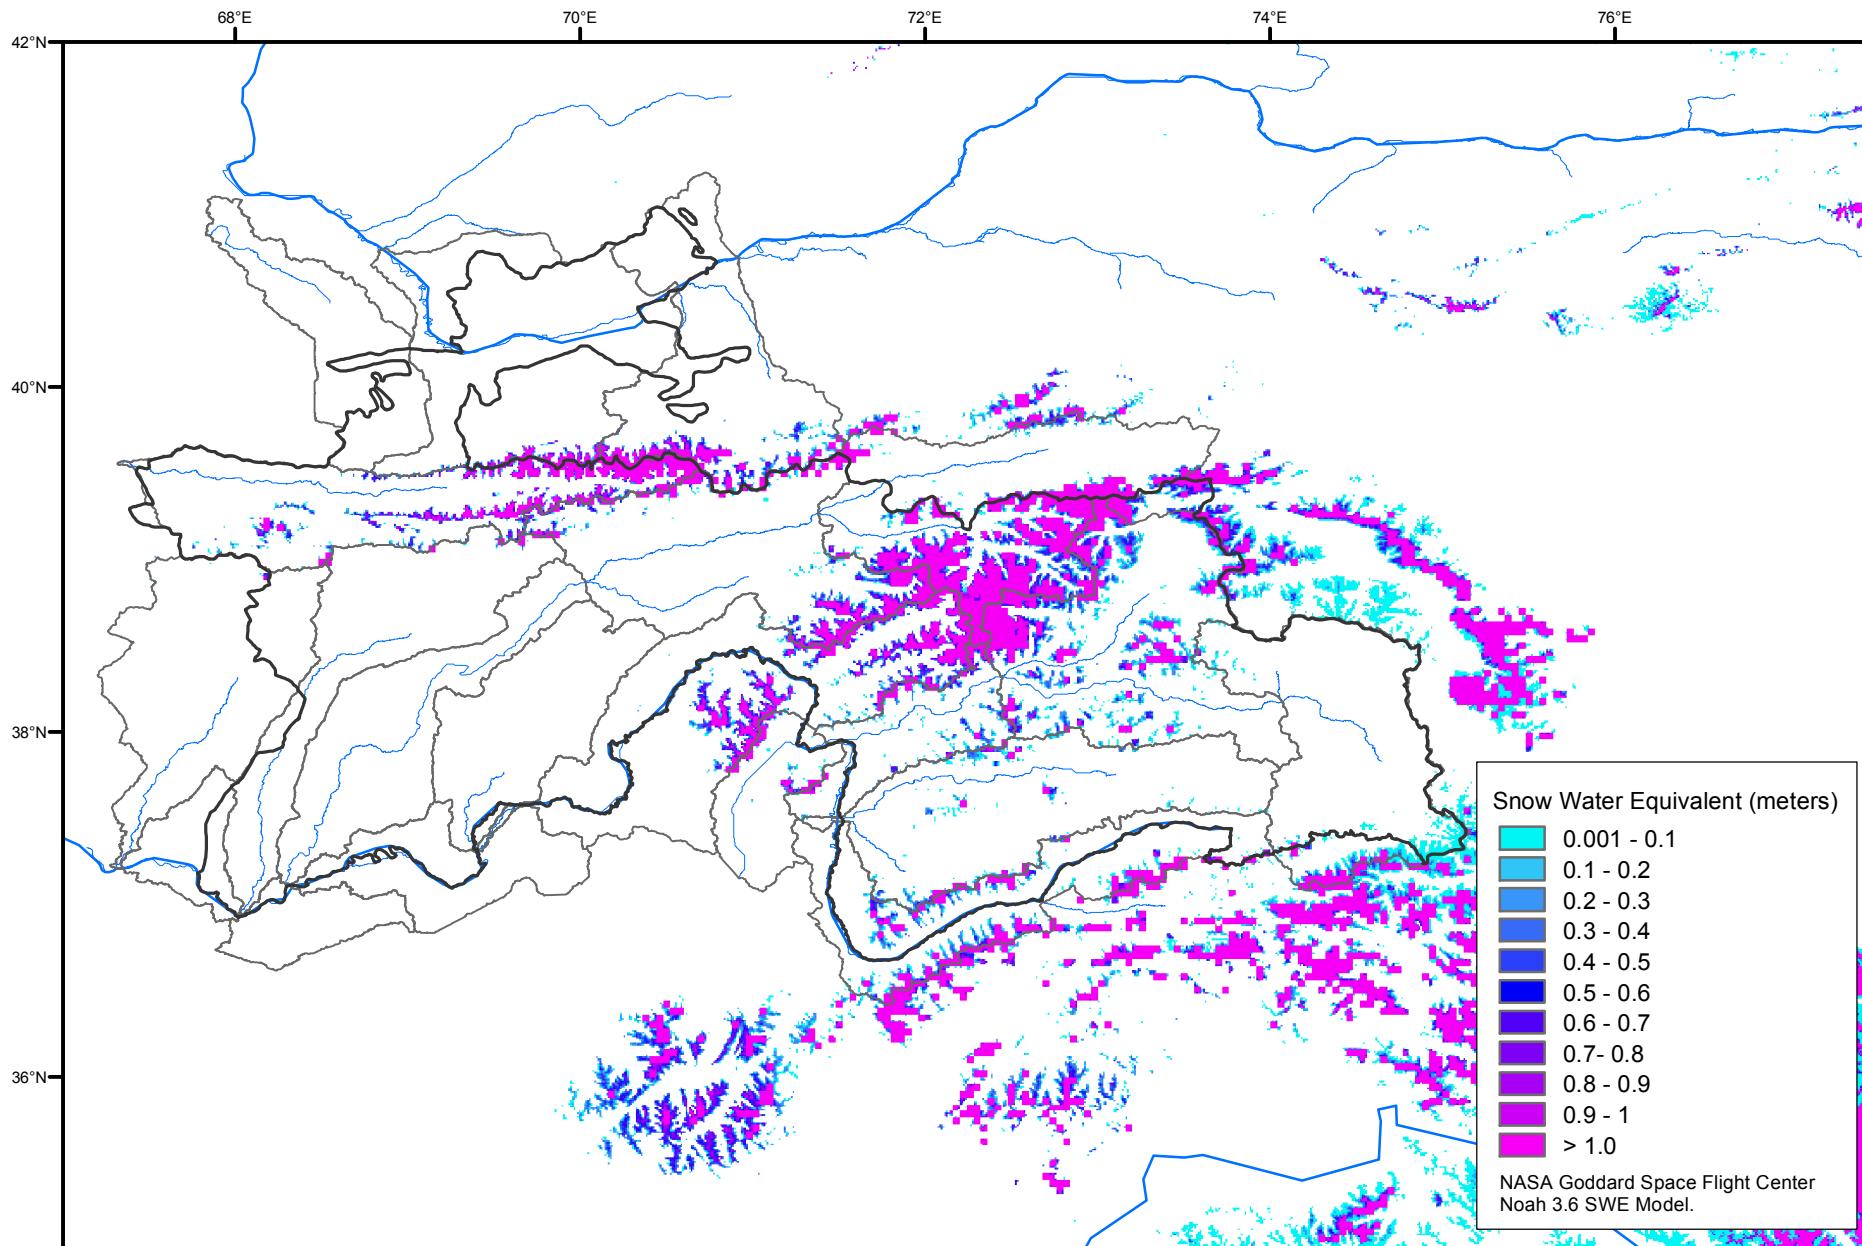 68°E
70°E
72°E
74°E
76°E
42°N
40°N
38°N
36°N
Snow Water Equivalent (meters)
0.001 - 0.1
0.1 - 0.2
0.2 - 0.3
0.3 - 0.4
0.4 - 0.5
0.5 - 0.6
0.6 - 0.7
0.7- 0.8
0.8 - 0.9
0.9 - 1
> 1.0
NASA Goddard Space Flight Center
Noah 3.6 SWE Model.